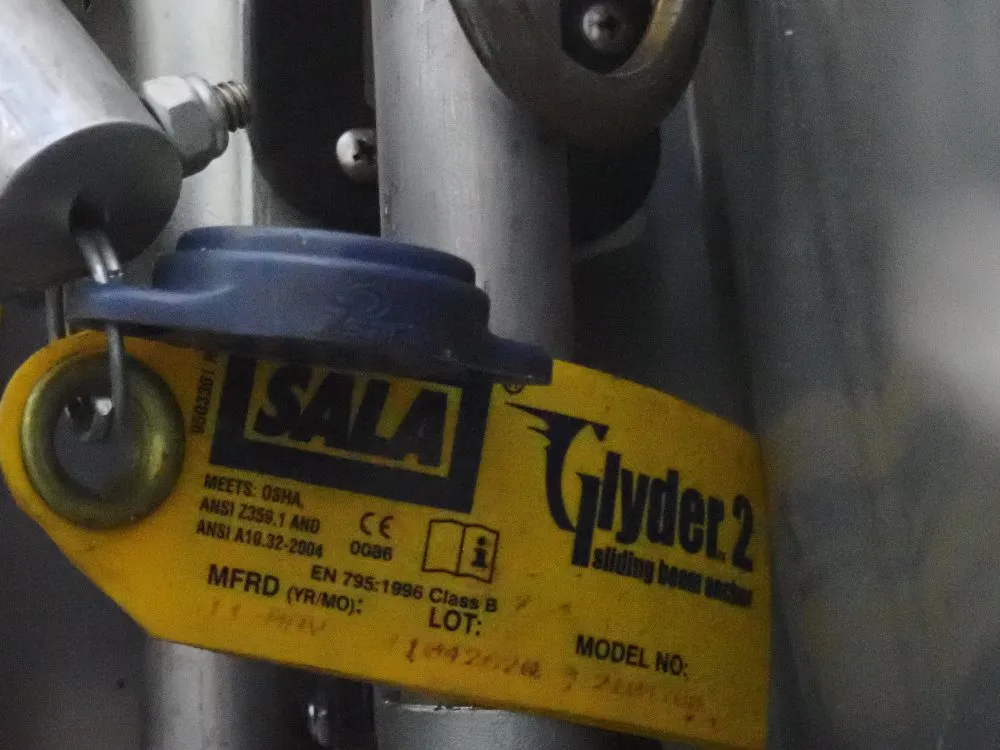 SALA
Glyder 2
sliding beam anchor
MEETS: OSHA,
ANSI Z359.1 AND
ANSI A10.32-2004
CE
0086
i
EN 795:1996 Class B
MFRD (YR/MO):
LOT:
MODEL NO: